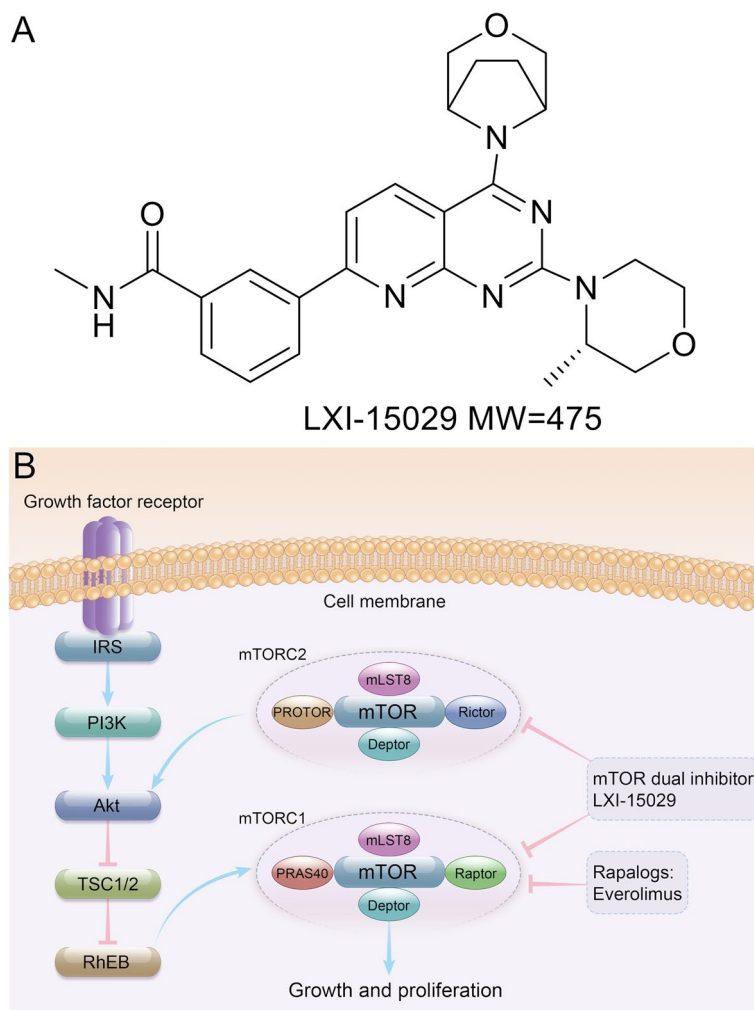 A
O
N
O
N
N
H
N
N
N
O
LXI-15029 MW=475
B
Growth factor receptor
Cell membrane
IRS
mTORC2
mLST8
PI3K
PROTOR
mTOR
Rictor
Deptor
mTOR dual inhibitor
LXI-15029
Akt
mTORC1
mLST8
TSC1/2
PRAS40
mTOR
Raptor
Rapalogs:
Everolimus
Deptor
RhEB
Growth and proliferation